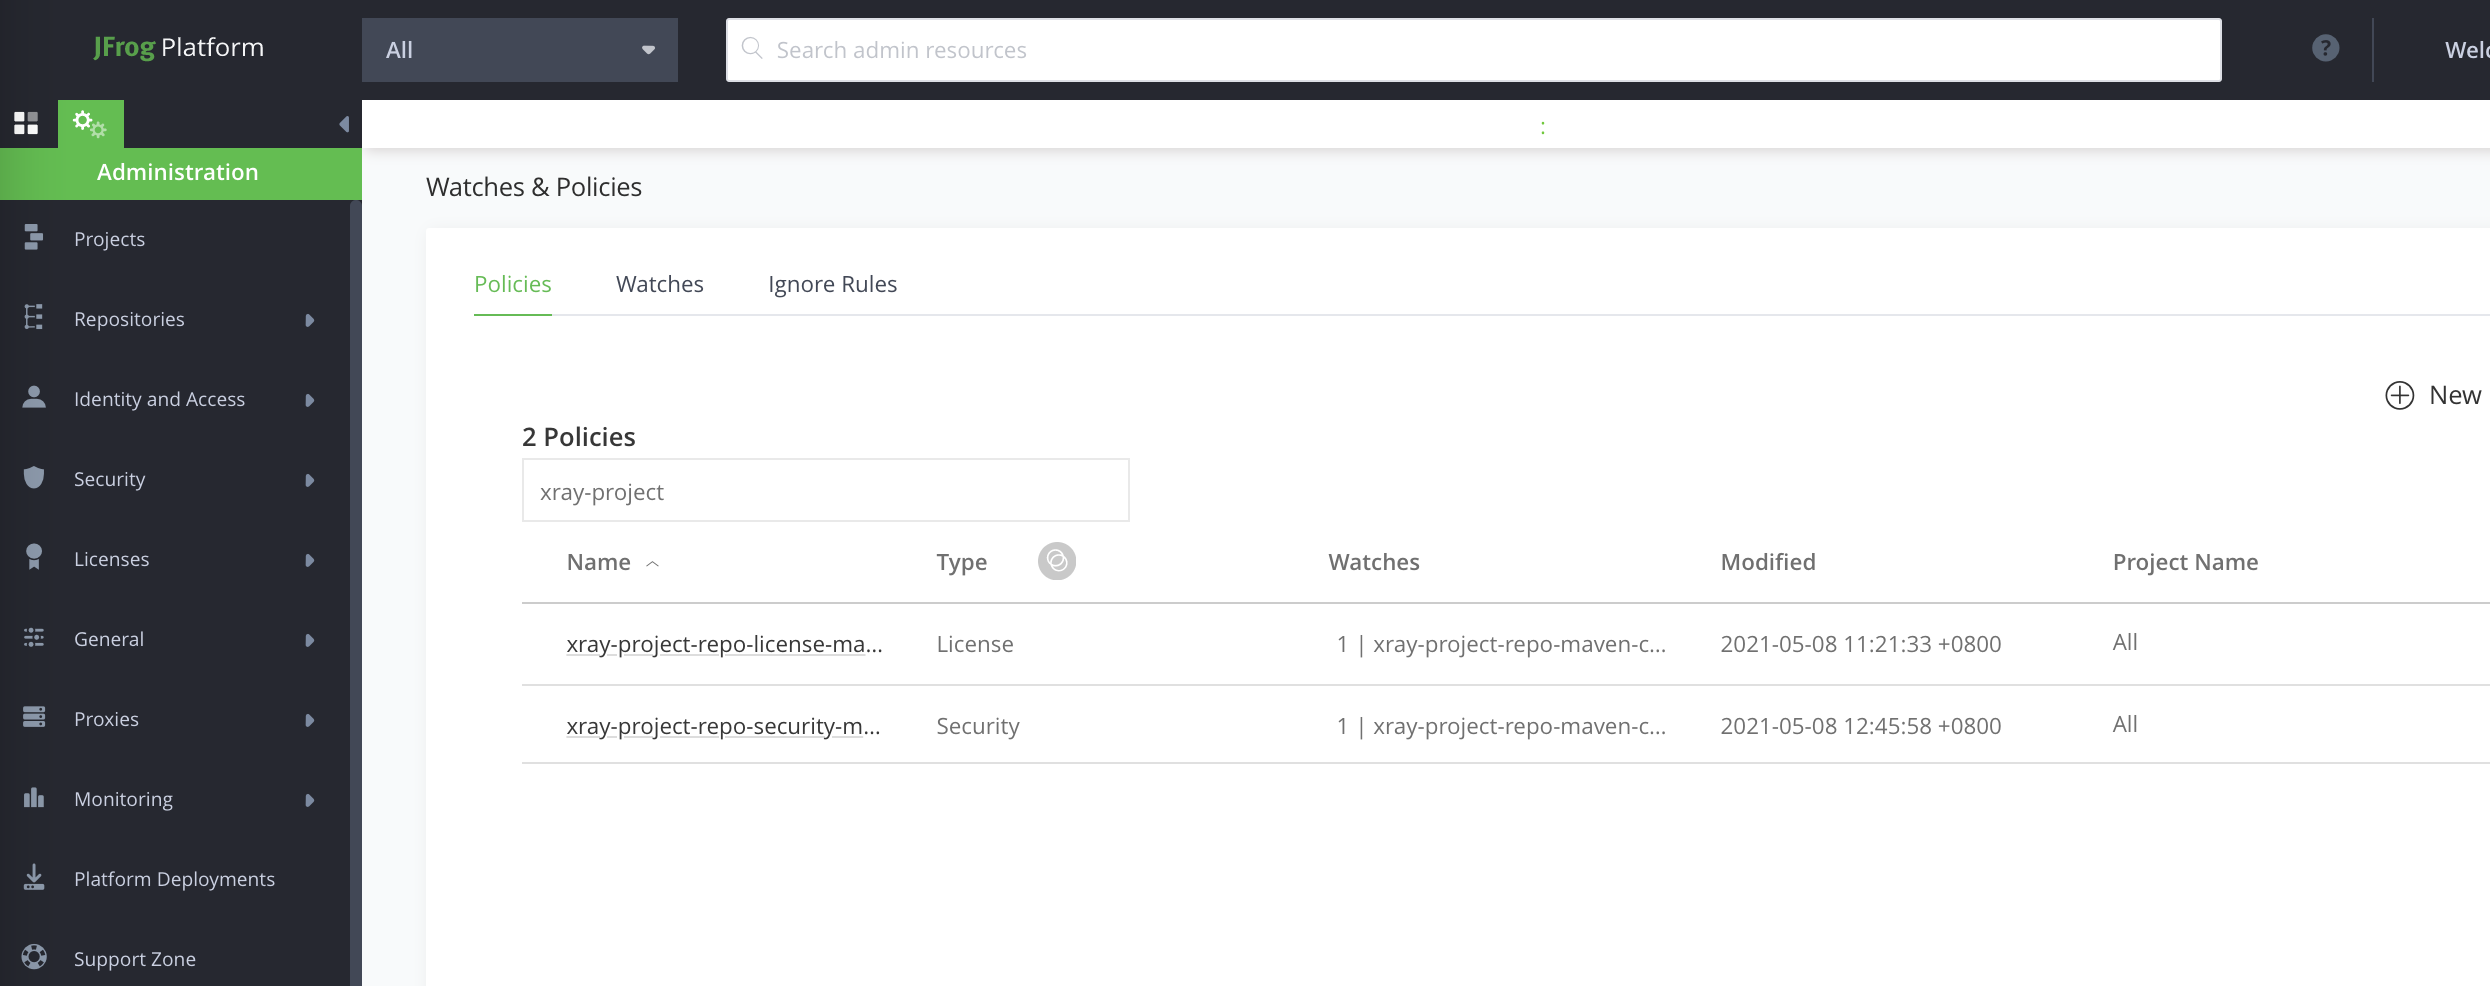 JFrog Platform
All
Search admin resources
?
:
Administration
Watches & Policies
Projects
Repositories
Identity and Access
Security
Licenses
General
Proxies
Monitoring
Platform Deployments
Support Zone
Policies Watches Ignore Rules
New
2 Policies
xray-project
Name Type Watches Modified Project Name
xray-project-repo-license-ma... License 1 | xray-project-repo-maven-c... 2021-05-08 11:21:33 +0800 All
xray-project-repo-security-m... Security 1 | xray-project-repo-maven-c... 2021-05-08 12:45:58 +0800 All